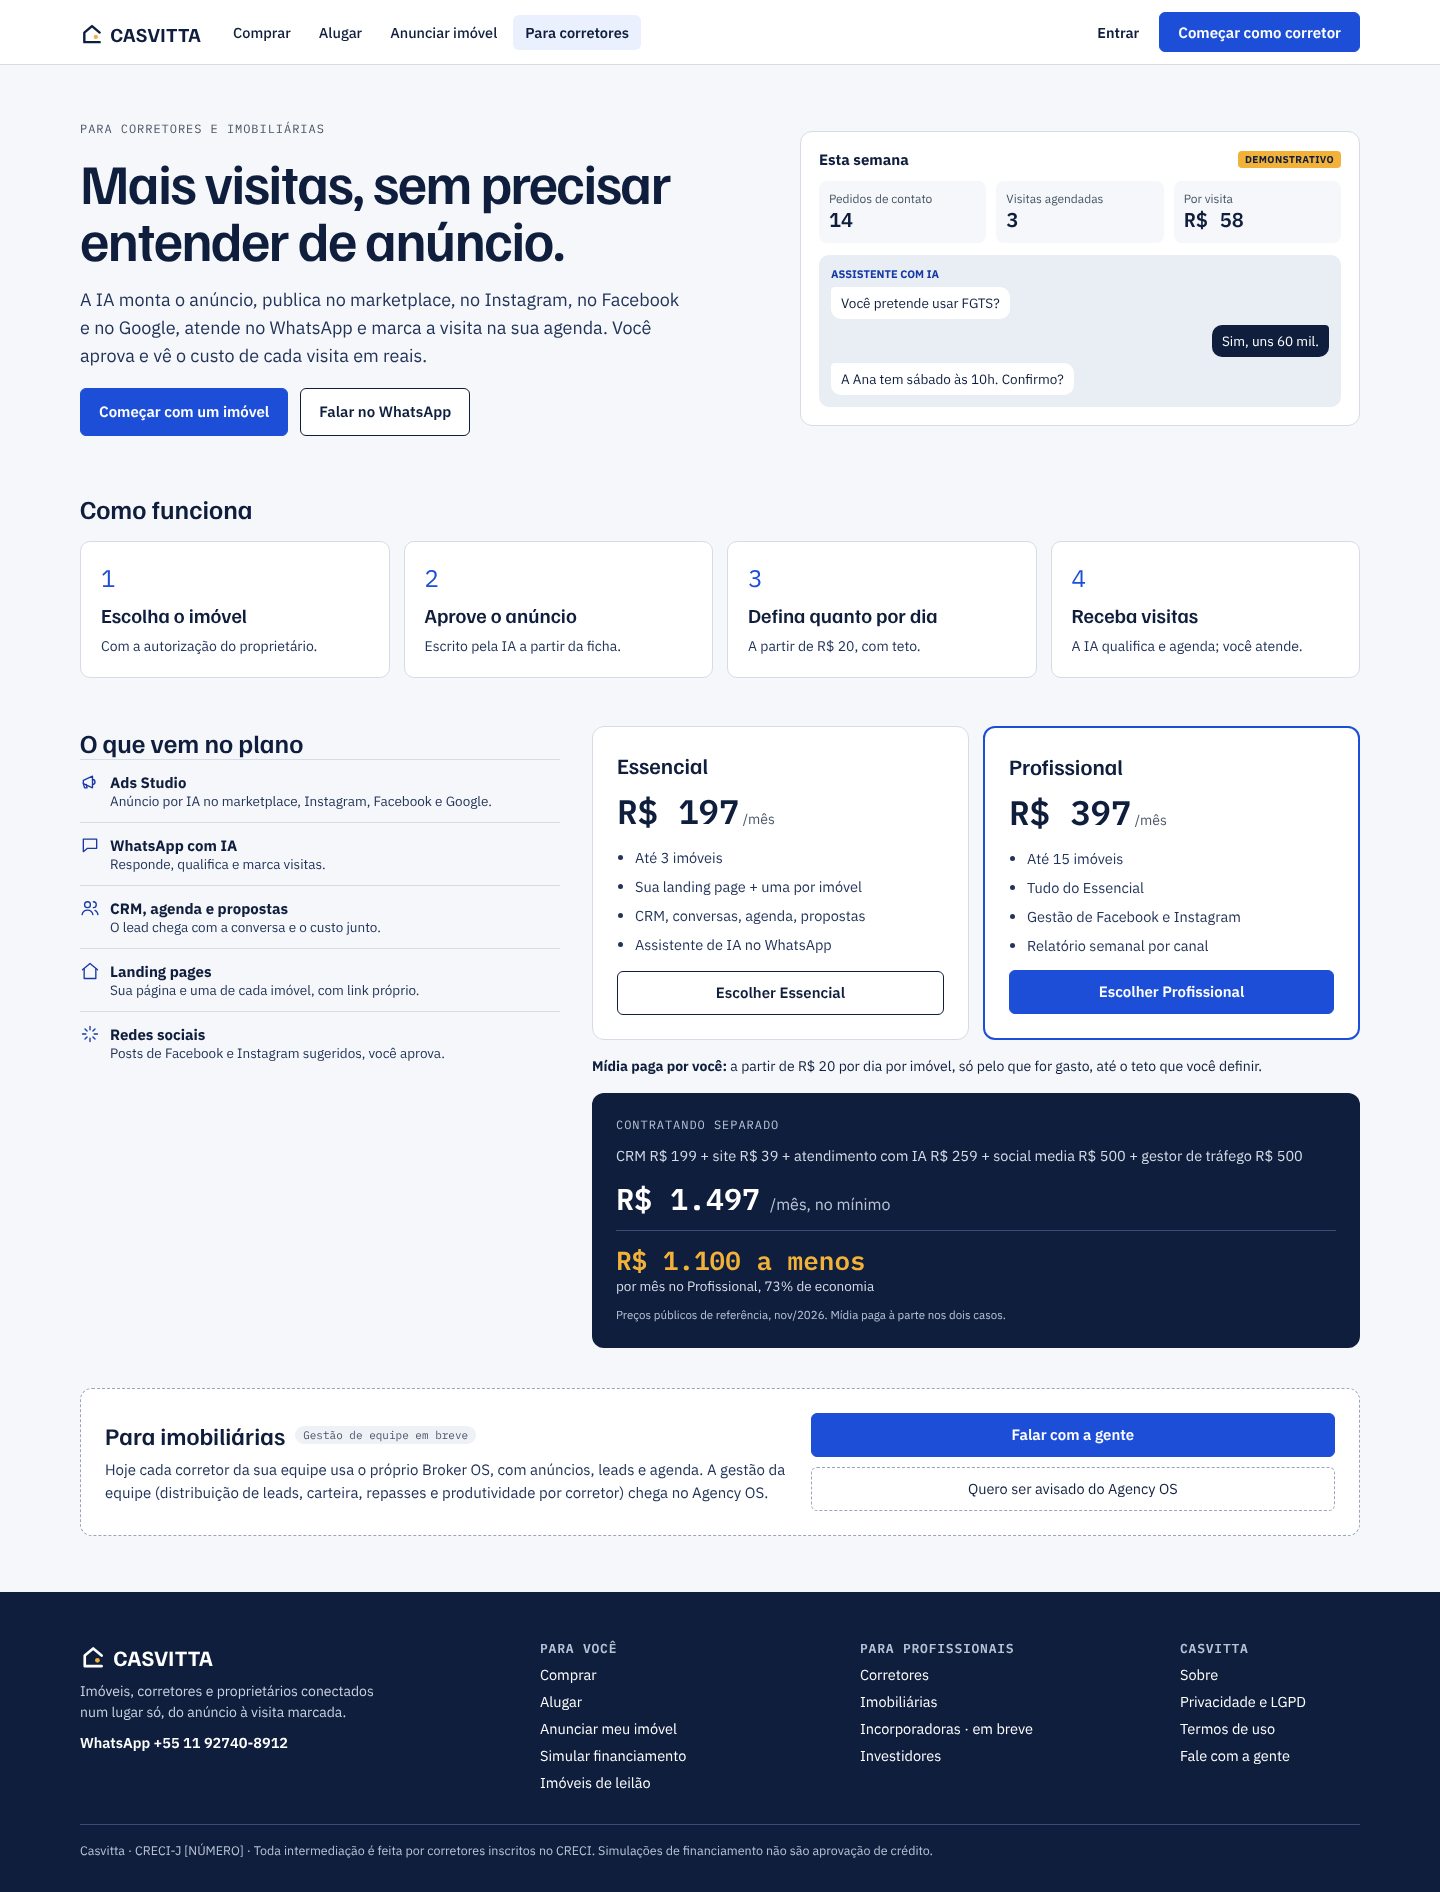 CASVITTA
Comprar
Alugar
Anunciar imóvel
Para corretores
Entrar
Começar como corretor
PARA CORRETORES E IMOBILIÁRIAS
Mais visitas, sem precisar
entender de anúncio.
A IA monta o anúncio, publica no marketplace, no Instagram, no Facebook
e no Google, atende no WhatsApp e marca a visita na sua agenda. Você
aprova e vê o custo de cada visita em reais.
Começar com um imóvel
Falar no WhatsApp
Esta semana
DEMONSTRATIVO
Pedidos de contato
14
Visitas agendadas
3
Por visita
R$ 58
ASSISTENTE COM IA
Você pretende usar FGTS?
Sim, uns 60 mil.
A Ana tem sábado às 10h. Confirmo?
Como funciona
1
Escolha o imóvel
Com a autorização do proprietário.
2
Aprove o anúncio
Escrito pela IA a partir da ficha.
3
Defina quanto por dia
A partir de R$ 20, com teto.
4
Receba visitas
A IA qualifica e agenda; você atende.
O que vem no plano
Ads Studio
Anúncio por IA no marketplace, Instagram, Facebook e Google.
WhatsApp com IA
Responde, qualifica e marca visitas.
CRM, agenda e propostas
O lead chega com a conversa e o custo junto.
Landing pages
Sua página e uma de cada imóvel, com link próprio.
Redes sociais
Posts de Facebook e Instagram sugeridos, você aprova.
Essencial
R$ 197 /mês
• Até 3 imóveis
• Sua landing page + uma por imóvel
• CRM, conversas, agenda, propostas
• Assistente de IA no WhatsApp
Escolher Essencial
Profissional
R$ 397 /mês
• Até 15 imóveis
• Tudo do Essencial
• Gestão de Facebook e Instagram
• Relatório semanal por canal
Escolher Profissional
Mídia paga por você: a partir de R$ 20 por dia por imóvel, só pelo que for gasto, até o teto que você definir.
CONTRATANDO SEPARADO
CRM R$ 199 + site R$ 39 + atendimento com IA R$ 259 + social media R$ 500 + gestor de tráfego R$ 500
R$ 1.497 /mês, no mínimo
R$ 1.100 a menos
por mês no Profissional, 73% de economia
Preços públicos de referência, nov/2026. Mídia paga à parte nos dois casos.
Para imobiliárias
Gestão de equipe em breve
Hoje cada corretor da sua equipe usa o próprio Broker OS, com anúncios, leads e agenda. A gestão da
equipe (distribuição de leads, carteira, repasses e produtividade por corretor) chega no Agency OS.
Falar com a gente
Quero ser avisado do Agency OS
CASVITTA
Imóveis, corretores e proprietários conectados
num lugar só, do anúncio à visita marcada.
WhatsApp +55 11 92740-8912
PARA VOCÊ
Comprar
Alugar
Anunciar meu imóvel
Simular financiamento
Imóveis de leilão
PARA PROFISSIONAIS
Corretores
Imobiliárias
Incorporadoras · em breve
Investidores
CASVITTA
Sobre
Privacidade e LGPD
Termos de uso
Fale com a gente
Casvitta · CRECI-J [NÚMERO] · Toda intermediação é feita por corretores inscritos no CRECI. Simulações de financiamento não são aprovação de crédito.